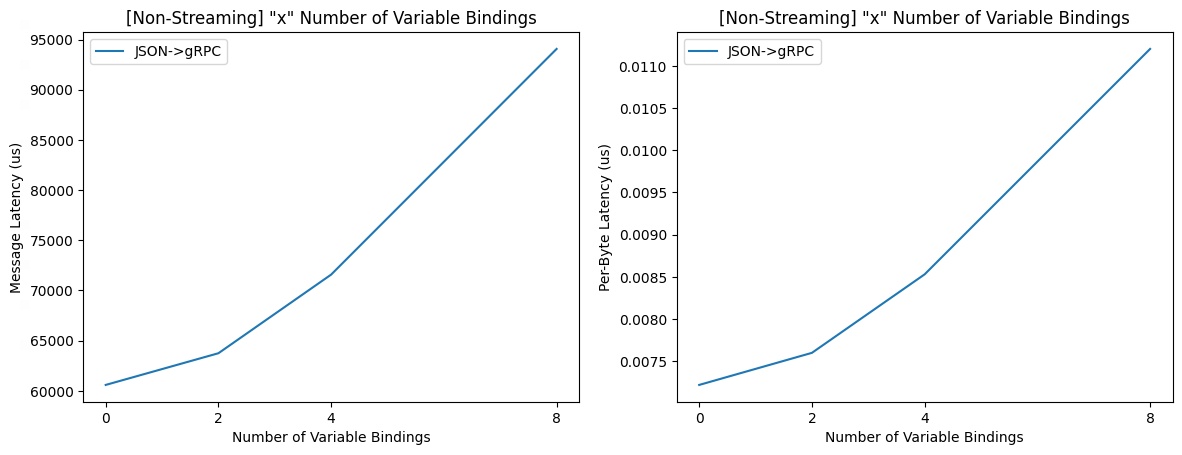 [Non-Streaming] "x" Number of Variable Bindings
JSON->gRPC
95000
90000
85000
80000
75000
70000
65000
60000
Message Latency (us)
0 2 4 8
Number of Variable Bindings
[Non-Streaming] "x" Number of Variable Bindings
JSON->gRPC
0.0110
0.0105
0.0100
0.0095
0.0090
0.0085
0.0080
0.0075
Per-Byte Latency (us)
0 2 4 8
Number of Variable Bindings